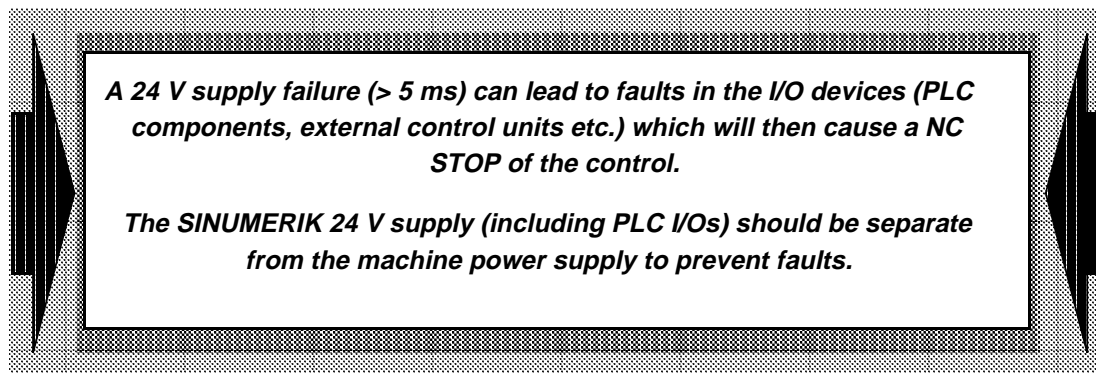 A 24 V supply failure (> 5 ms) can lead to faults in the I/O devices (PLC
components, external control units etc.) which will then cause a NC
STOP of the control.
The SINUMERIK 24 V supply (including PLC I/Os) should be separate
from the machine power supply to prevent faults.